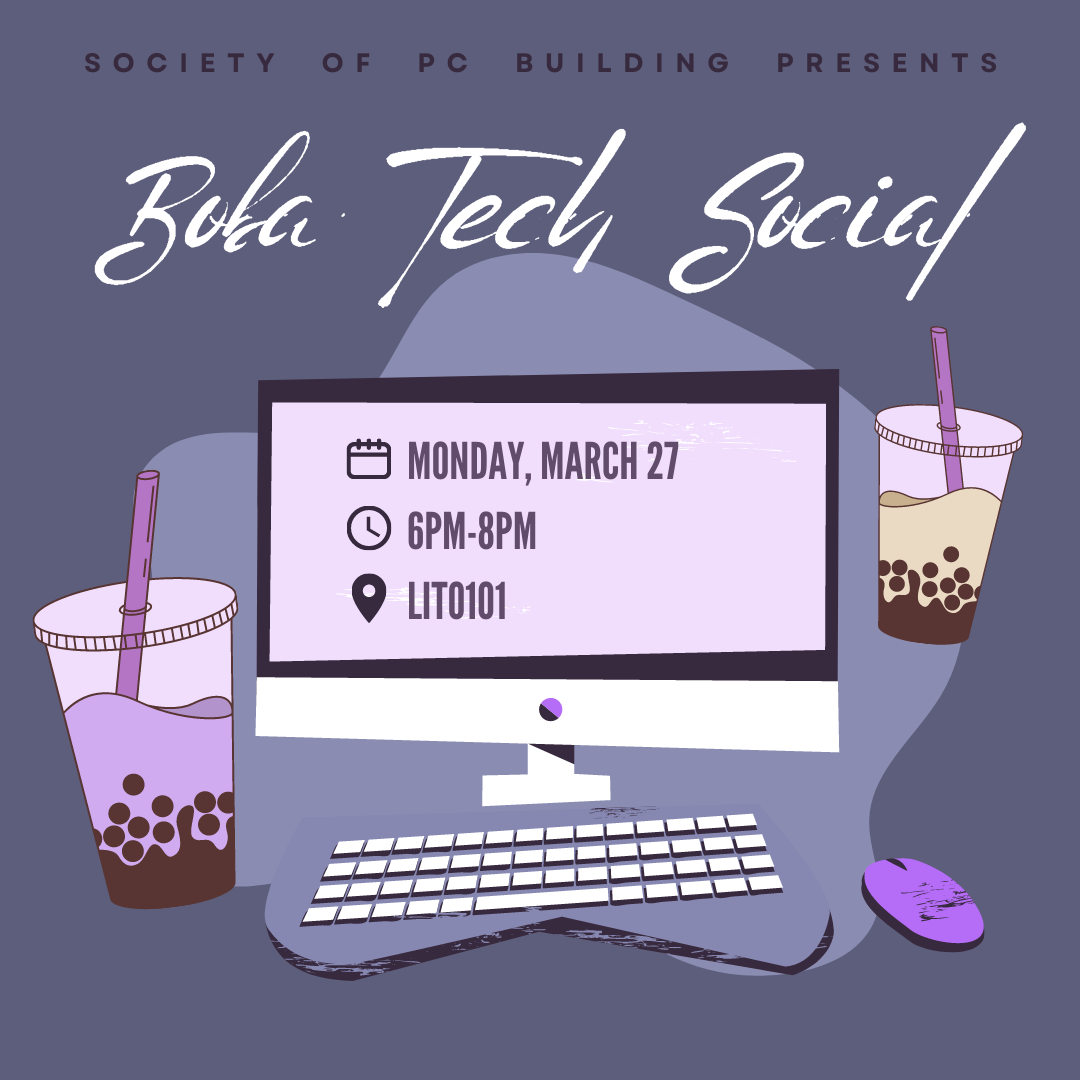 SOCIETY OF PC BUILDING PRESENTS
Boba Tech Social
MONDAY, MARCH 27
6PM-8PM
LIT0101